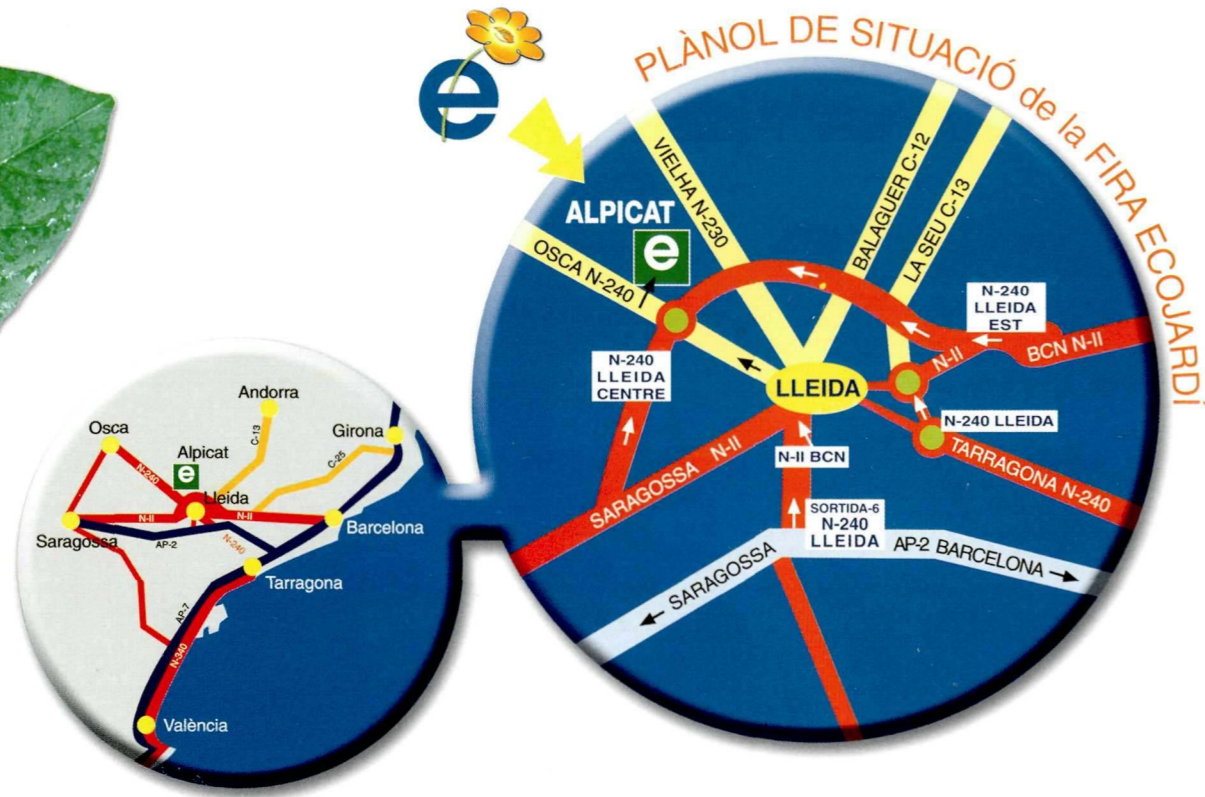 PLÀNOL DE SITUACIÓ de la FIRA ECOJARDÍ
e
ALPICAT
e
OSCA N-240
VIELHA N-230
BALAGUER C-12
LA SEU C-13
N-240
LLEIDA
EST
BCN N-II
N-II
N-240
LLEIDA
CENTRE
LLEIDA
N-240 LLEIDA
TARRAGONA N-240
N-II BCN
SARAGOSSA N-II
SORTIDA-6
N-240
LLEIDA
SARAGOSSA
AP-2 BARCELONA
Andorra
Osca
Girona
C-13
C-25
Alpicat
e
N-240
Lleida
N-II
N-II
Saragossa
AP-2
N-240
Barcelona
Tarragona
AP-7
N-340
València